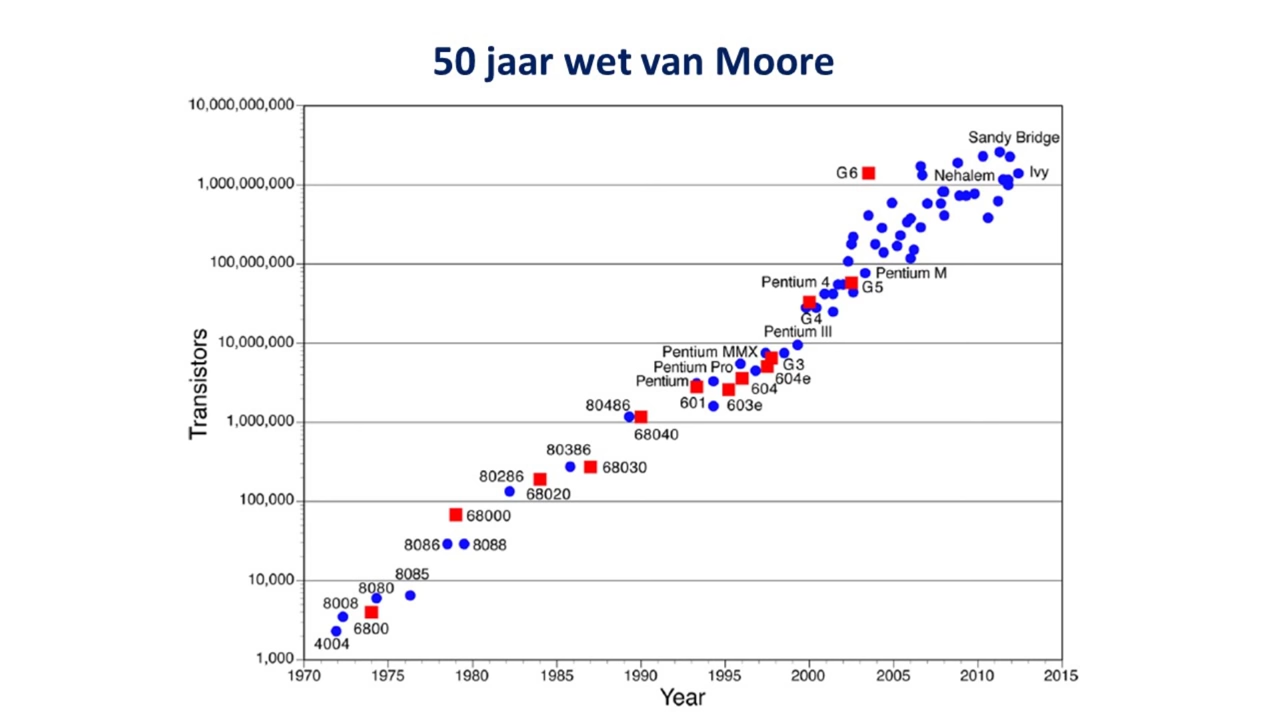 50 jaar wet van Moore
10,000,000,000
Sandy Bridge
G6
Nehalem
Ivy
1,000,000,000
100,000,000
Pentium M
Pentium 4
G5
G4
Pentium III
10,000,000
Pentium MMX
G3
Pentium Pro
604e
Pentium
604
601
603e
80486
1,000,000
68040
80386
68030
80286
68020
100,000
68000
8086
8088
8085
10,000
8080
8008
6800
4004
1,000
Transistors
1970
1975
1980
1985
1990
1995
2000
2005
2010
2015
Year